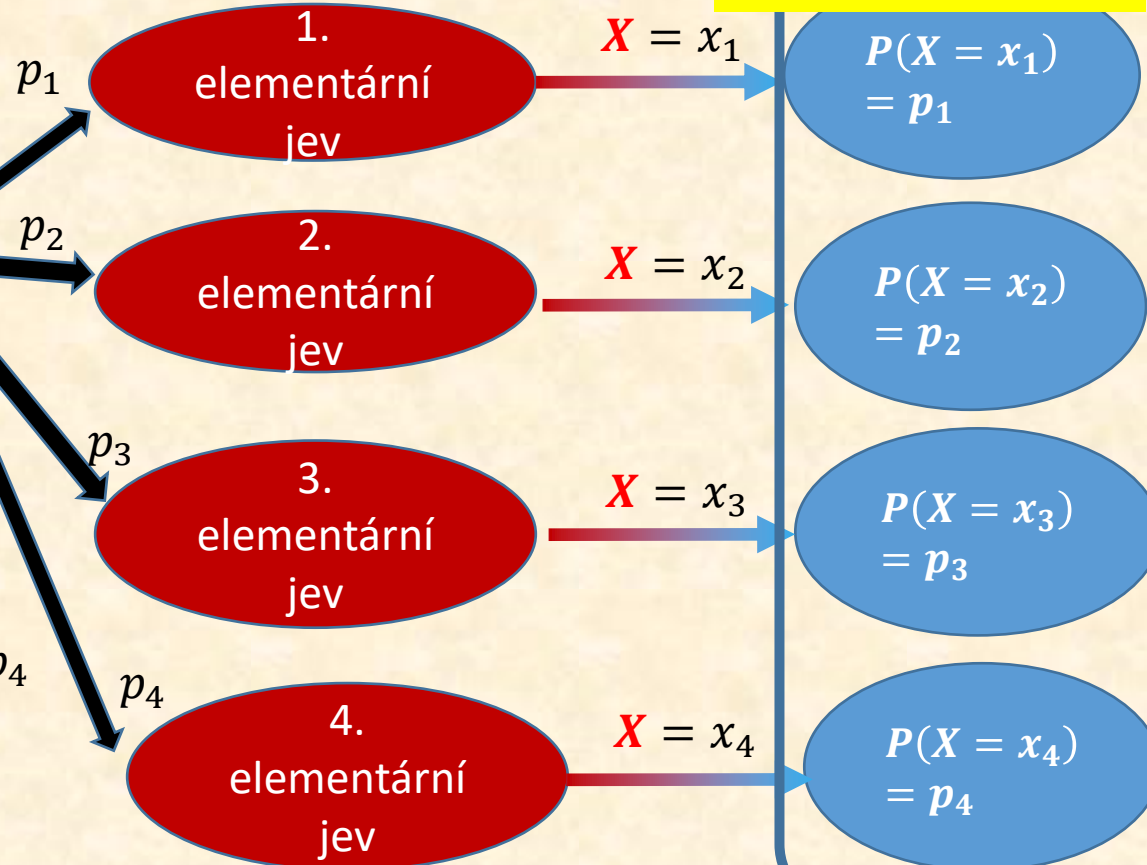 p₁
1.
elementární
jev
X = x₁
P(X = x₁)
= p₁
p₂
2.
elementární
jev
X = x₂
P(X = x₂)
= p₂
p₃
3.
elementární
jev
X = x₃
P(X = x₃)
= p₃
p₄
p₄
4.
elementární
jev
X = x₄
P(X = x₄)
= p₄